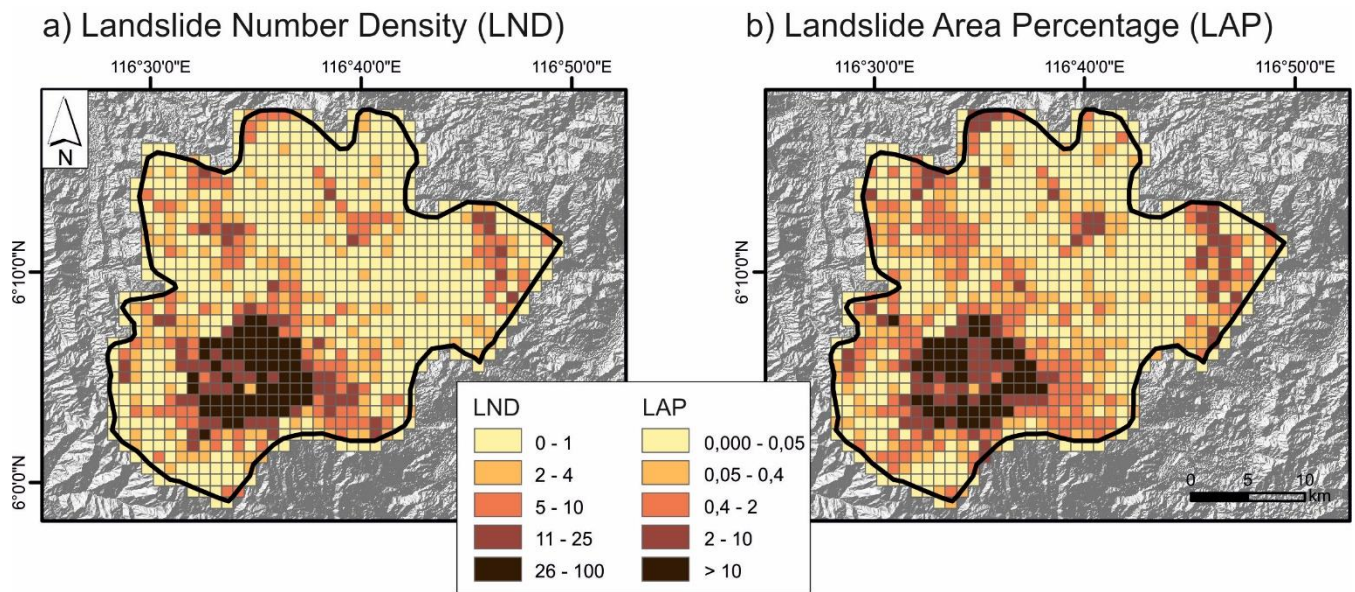 a) Landslide Number Density (LND)
b) Landslide Area Percentage (LAP)
116°30'0"E 116°40'0"E 116°50'0"E
116°30'0"E 116°40'0"E 116°50'0"E
N
6°10'0"N
6°0'0"N
LND LAP
0 - 1 0,000 - 0,05
2 - 4 0,05 - 0,4
5 - 10 0,4 - 2
11 - 25 2 - 10
26 - 100 > 10
0 5 10
km